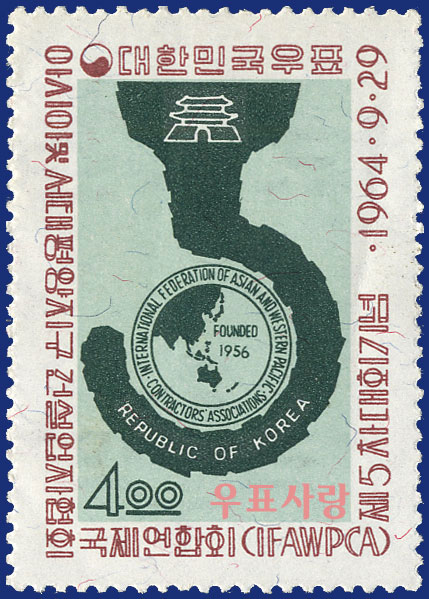 대한민국우표
아시아및 서태평양지구 건설업자협회
국제연합회 (IFAWPCA)
제5차대회기념 ·1964·9·29
INTERNATIONAL FEDERATION OF ASIAN AND WESTERN PACIFIC
CONTRACTORS' ASSOCIATIONS
FOUNDED
1956
REPUBLIC OF KOREA
4.00
우표사랑